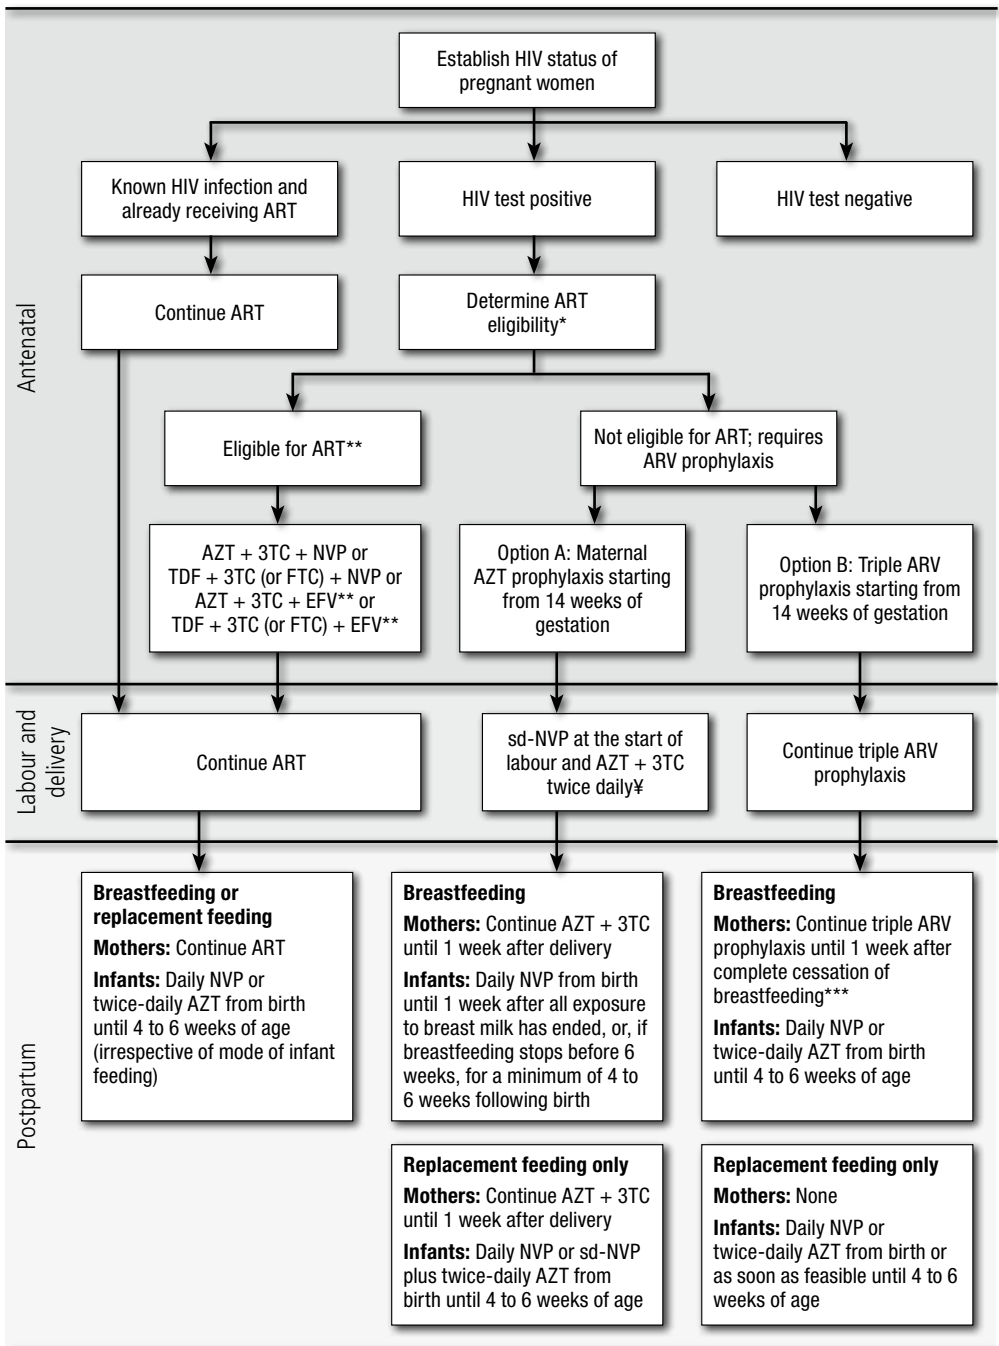 Establish HIV status of
pregnant women
Known HIV infection and
already receiving ART
HIV test positive
HIV test negative
Continue ART
Determine ART
eligibility*
Antenatal
Eligible for ART**
Not eligible for ART; requires
ARV prophylaxis
AZT + 3TC + NVP or
TDF + 3TC (or FTC) + NVP or
AZT + 3TC + EFV** or
TDF + 3TC (or FTC) + EFV**
Option A: Maternal
AZT prophylaxis starting
from 14 weeks of
gestation
Option B: Triple ARV
prophylaxis starting from
14 weeks of gestation
Labour and
delivery
Continue ART
sd-NVP at the start of
labour and AZT + 3TC
twice daily¥
Continue triple ARV
prophylaxis
Postpartum
Breastfeeding or
replacement feeding
Mothers: Continue ART
Infants: Daily NVP or
twice-daily AZT from birth
until 4 to 6 weeks of age
(irrespective of mode of infant
feeding)
Breastfeeding
Mothers: Continue AZT + 3TC
until 1 week after delivery
Infants: Daily NVP from birth
until 1 week after all exposure
to breast milk has ended, or, if
breastfeeding stops before 6
weeks, for a minimum of 4 to
6 weeks following birth
Breastfeeding
Mothers: Continue triple ARV
prophylaxis until 1 week after
complete cessation of
breastfeeding***
Infants: Daily NVP or
twice-daily AZT from birth
until 4 to 6 weeks of age
Replacement feeding only
Mothers: Continue AZT + 3TC
until 1 week after delivery
Infants: Daily NVP or sd-NVP
plus twice-daily AZT from
birth until 4 to 6 weeks of age
Replacement feeding only
Mothers: None
Infants: Daily NVP or
twice-daily AZT from birth or
as soon as feasible until 4 to 6
weeks of age